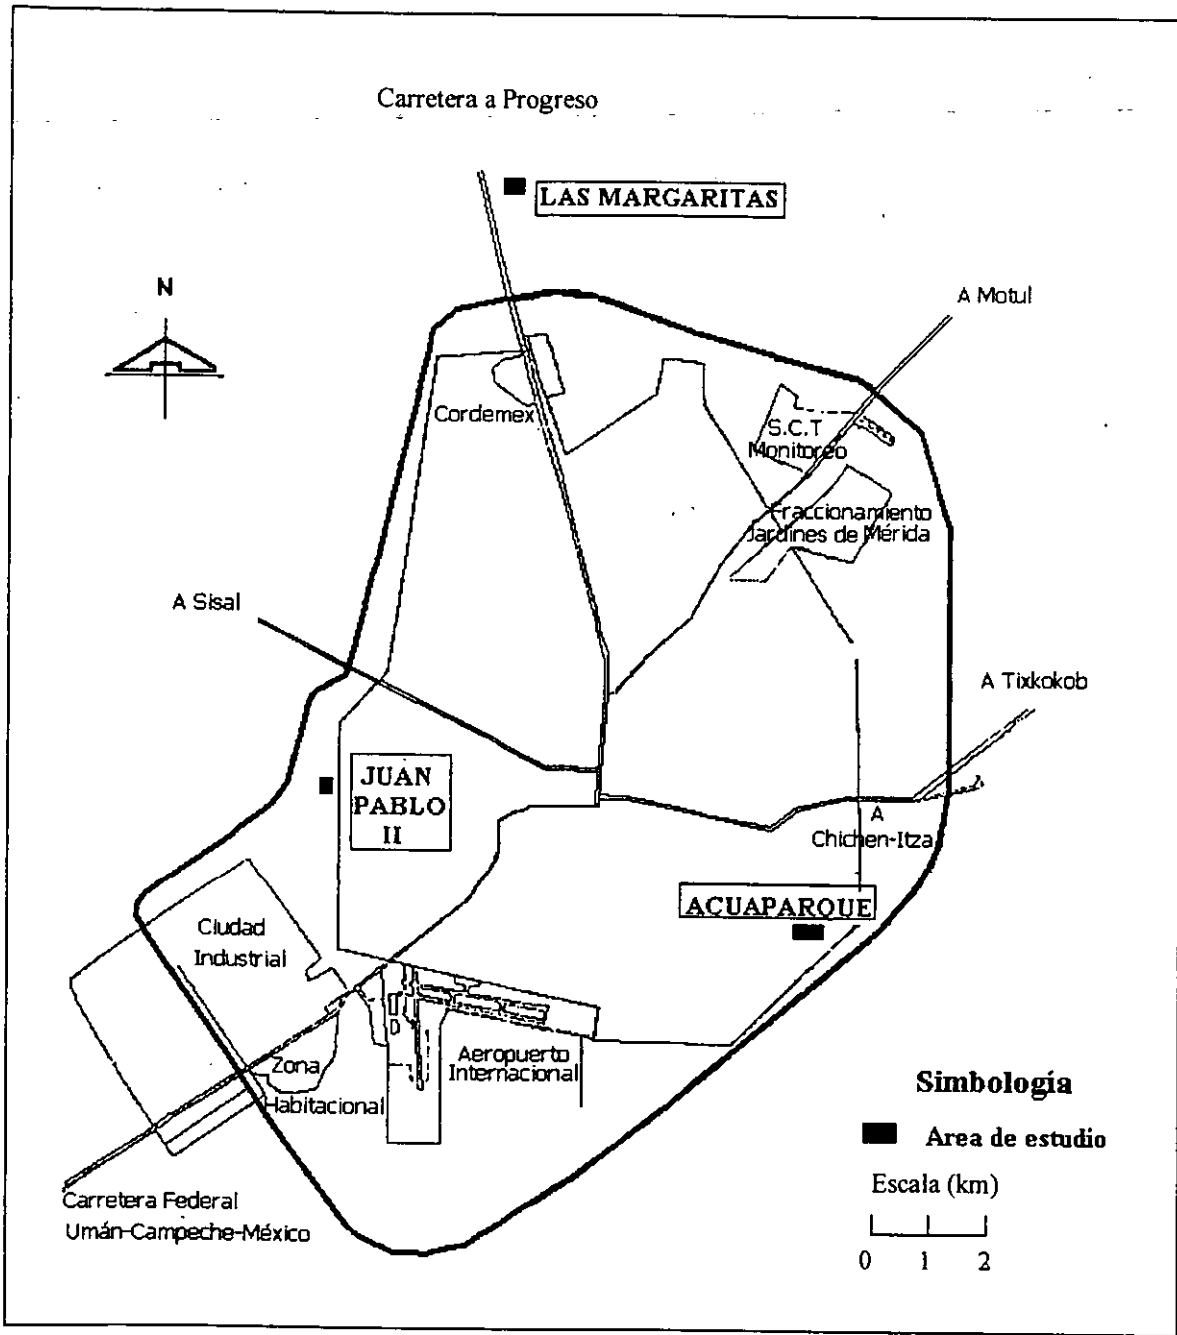 Carretera a Progreso
LAS MARGARITAS
N
A Motul
Cordemex
S.C.T
Monitoreo
Fraccionamiento
Jardines de Mérida
A Sisal
A Tixkokob
JUAN
PABLO
II
A
Chichen-Itza
ACUAPARQUE
Ciudad
Industrial
Zona
Habitacional
Aeropuerto
Internacional
Carretera Federal
Umán-Campeche-México
Simbología
Area de estudio
Escala (km)
0 1 2